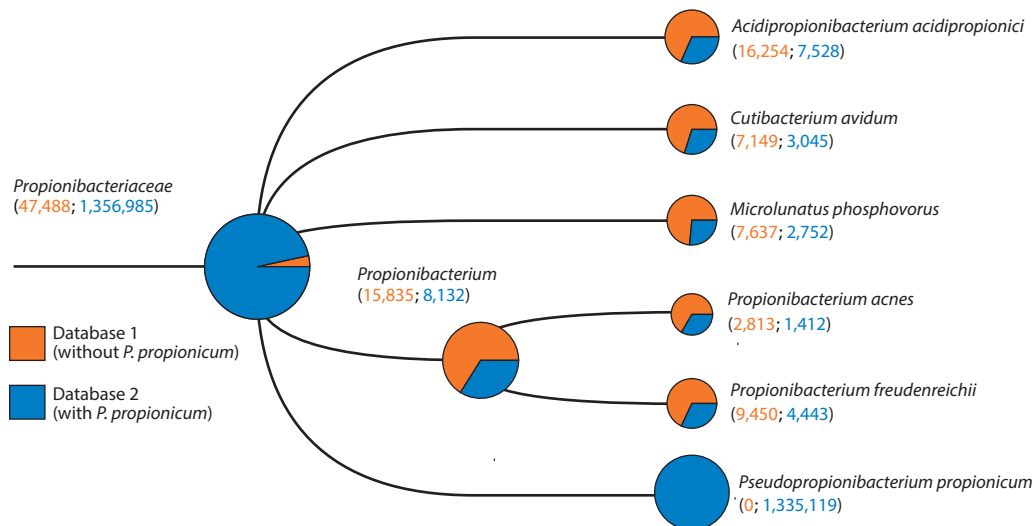 Acidipropionibacterium acidipropionici
(16,254; 7,528)
Cutibacterium avidum
(7,149; 3,045)
Propionibacteriaceae
(47,488; 1,356,985)
Microlunatus phosphovorus
(7,637; 2,752)
Propionibacterium
(15,835; 8,132)
Propionibacterium acnes
(2,813; 1,412)
Database 1
(without P. propionicum)
Database 2
(with P. propionicum)
Propionibacterium freudenreichii
(9,450; 4,443)
Pseudopropionibacterium propionicum
(0; 1,335,119)